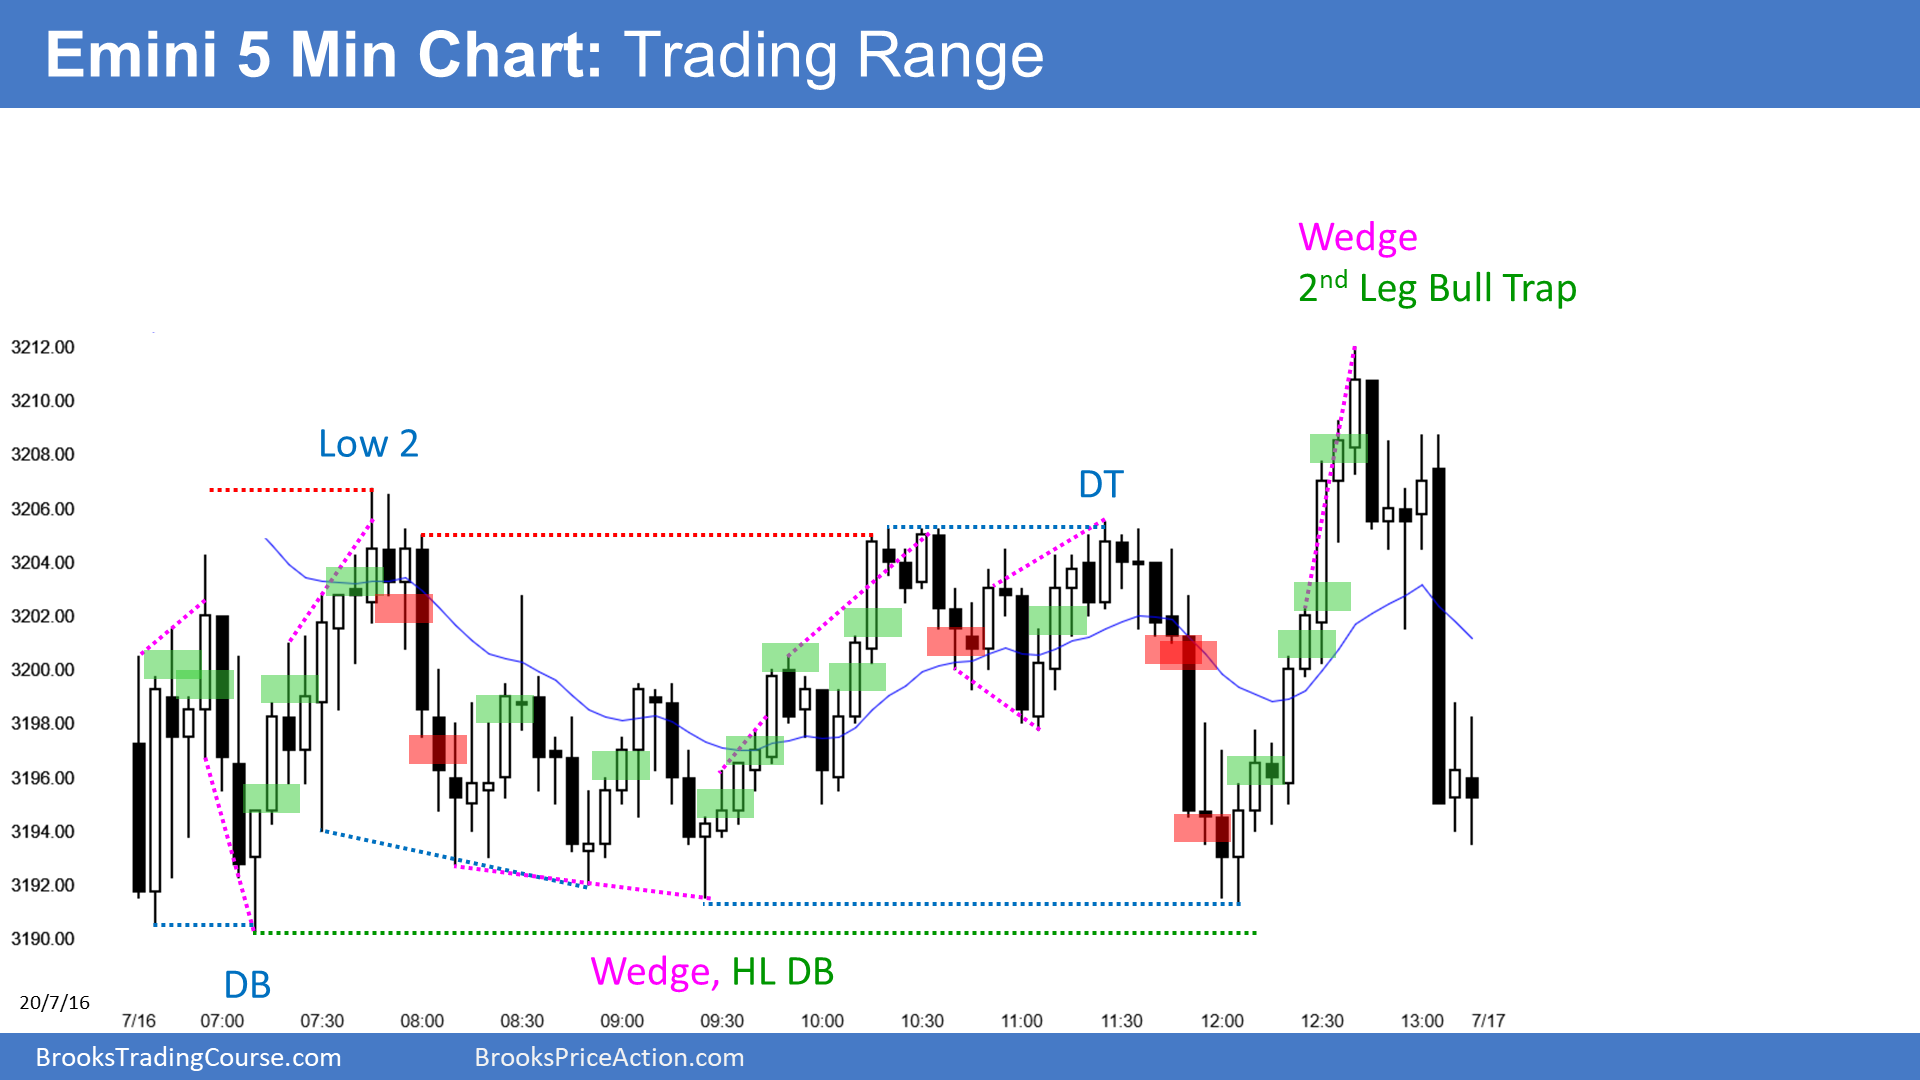 Emini 5 Min Chart: Trading Range
Wedge
2nd Leg Bull Trap
3212.00
3210.00
3208.00
3206.00
3204.00
3202.00
3200.00
3198.00
3196.00
3194.00
3192.00
3190.00
Low 2
DT
DB
Wedge, HL DB
20/7/16
7/16 07:00 07:30 08:00 08:30 09:00 09:30 10:00 10:30 11:00 11:30 12:00 12:30 13:00 7/17
BrooksTradingCourse.com BrooksPriceAction.com